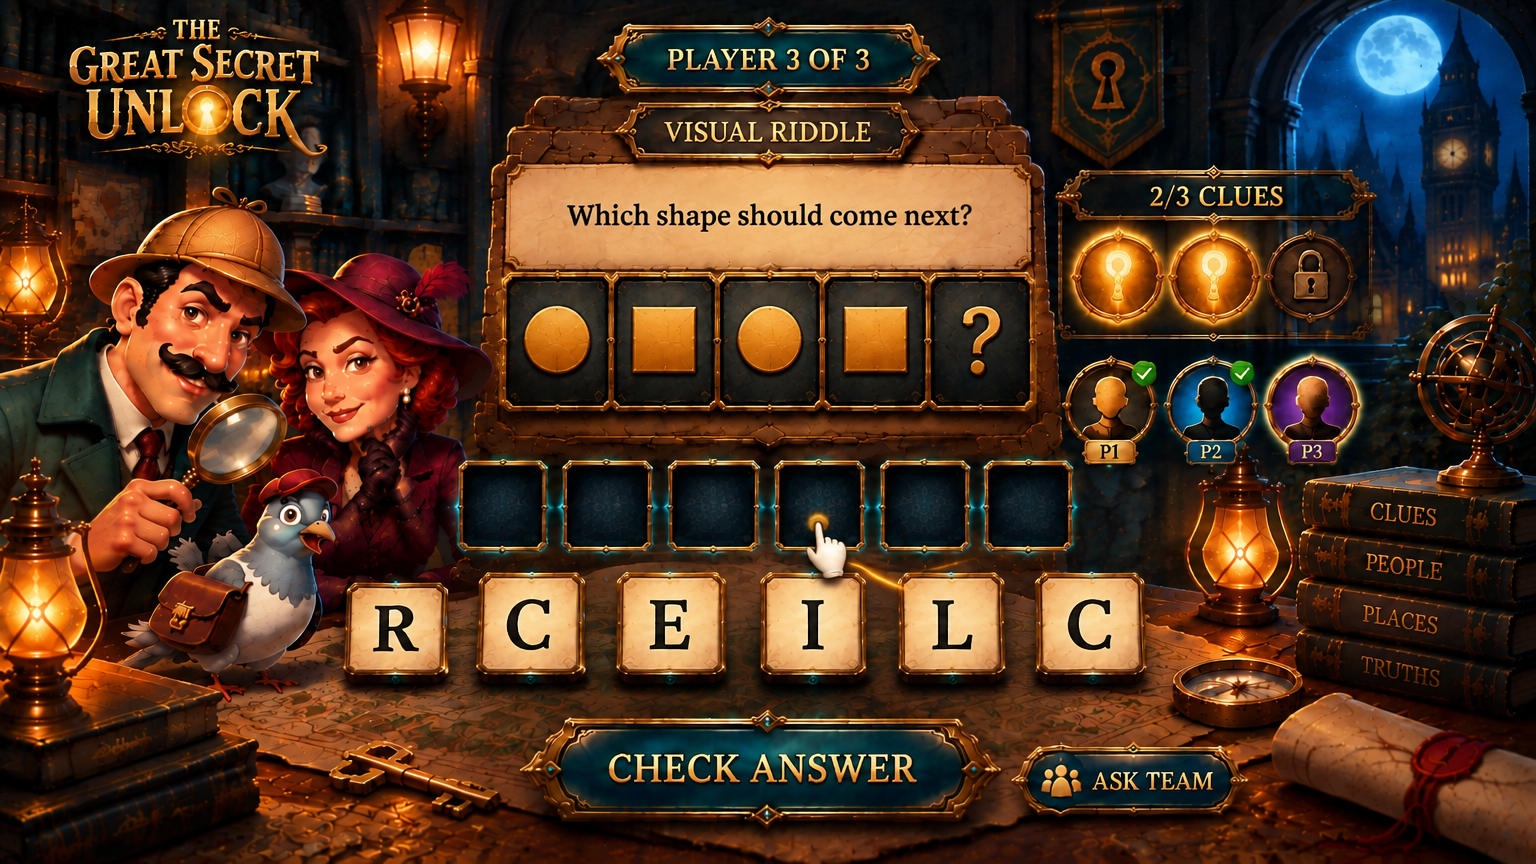 THE
GREAT SECRET
UNLOCK
PLAYER 3 OF 3
VISUAL RIDDLE
Which shape should come next?
?
2/3 CLUES
P1
P2
P3
R C E I L C
CLUES
PEOPLE
PLACES
TRUTHS
CHECK ANSWER
ASK TEAM